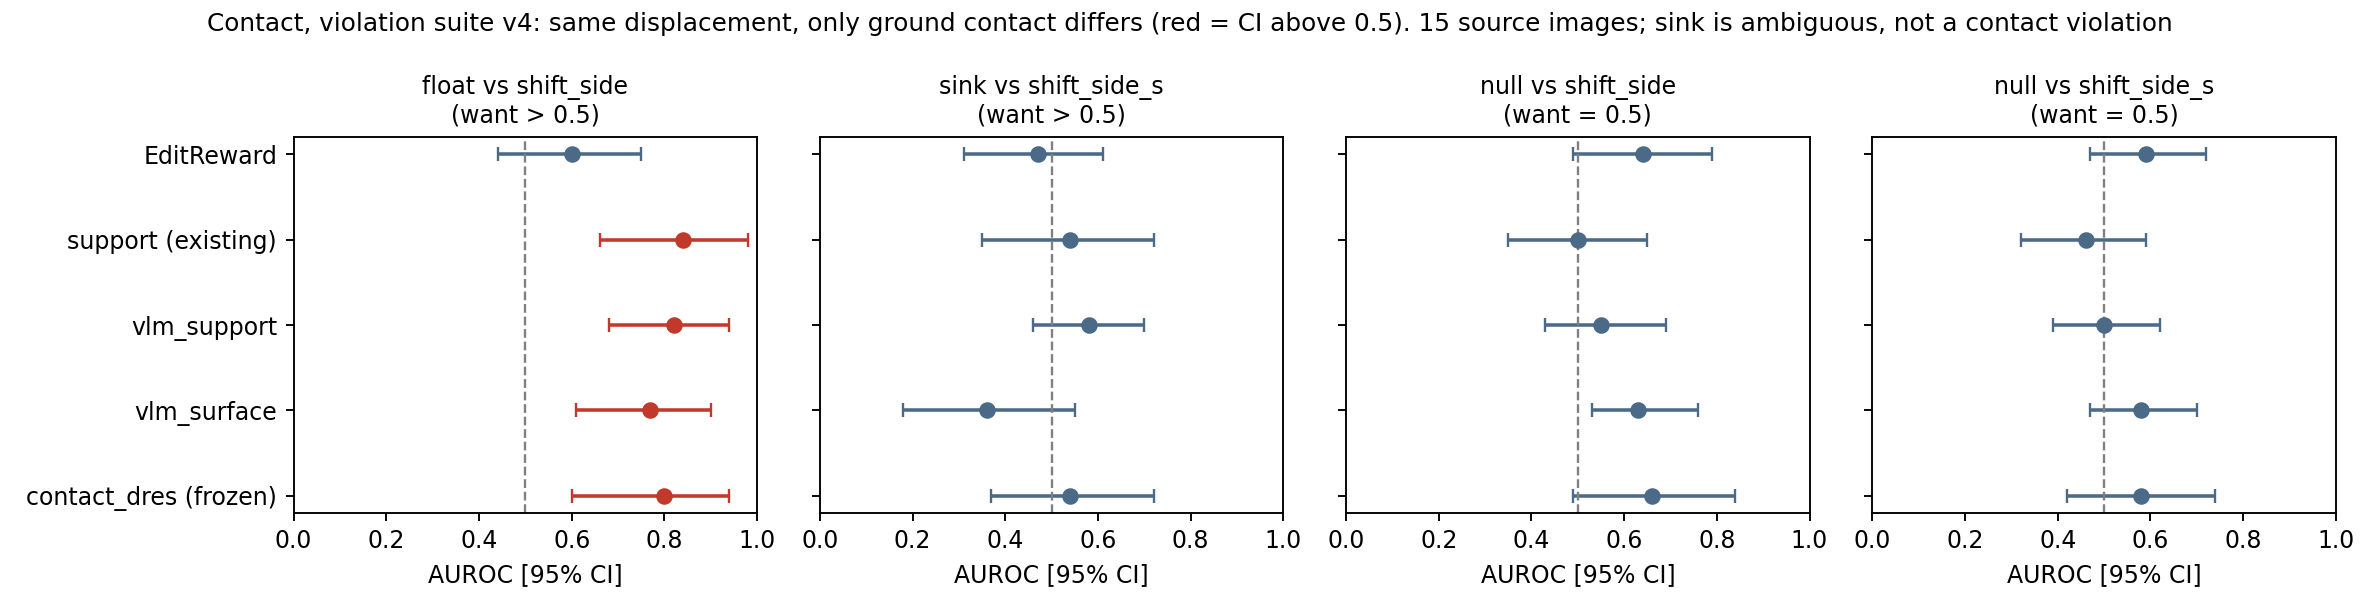 Contact, violation suite v4: same displacement, only ground contact differs (red = CI above 0.5). 15 source images; sink is ambiguous, not a contact violation
float vs shift_side
(want > 0.5)
sink vs shift_side_s
(want > 0.5)
null vs shift_side
(want = 0.5)
null vs shift_side_s
(want = 0.5)
EditReward
support (existing)
vlm_support
vlm_surface
contact_dres (frozen)
0.0 0.2 0.4 0.6 0.8 1.0
0.0 0.2 0.4 0.6 0.8 1.0
0.0 0.2 0.4 0.6 0.8 1.0
0.0 0.2 0.4 0.6 0.8 1.0
AUROC [95% CI]
AUROC [95% CI]
AUROC [95% CI]
AUROC [95% CI]